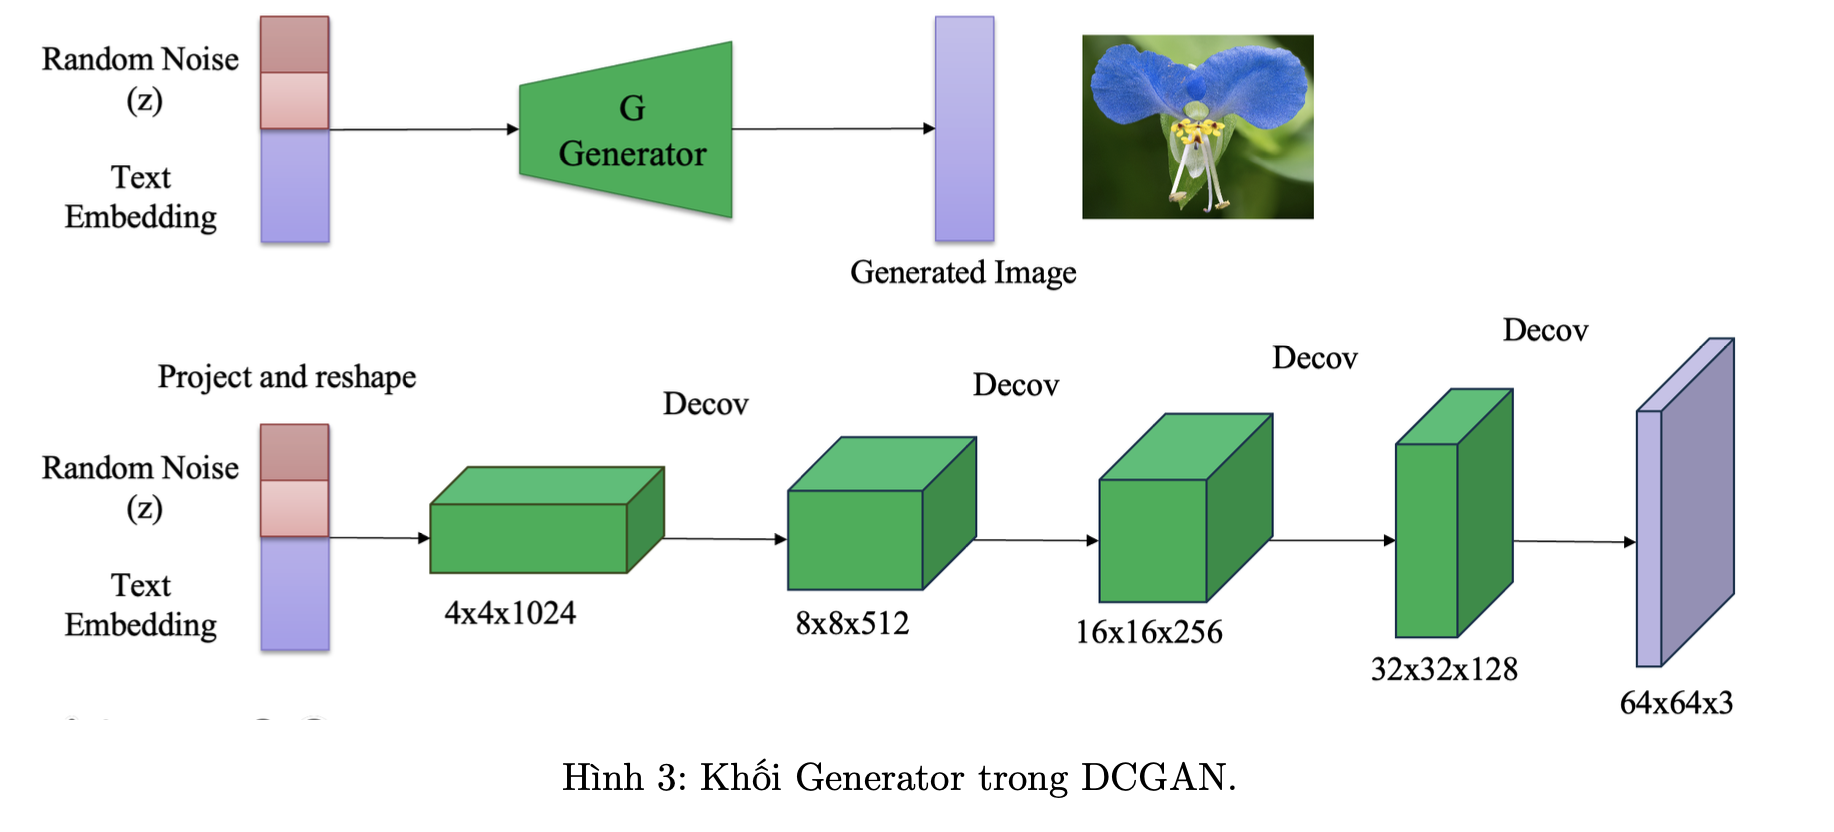 Random Noise
(z)
Text
Embedding
G
Generator
Generated Image
Project and reshape
Random Noise
(z)
Text
Embedding
Decov
Decov
Decov
Decov
4x4x1024
8x8x512
16x16x256
32x32x128
64x64x3
Hình 3: Khối Generator trong DCGAN.